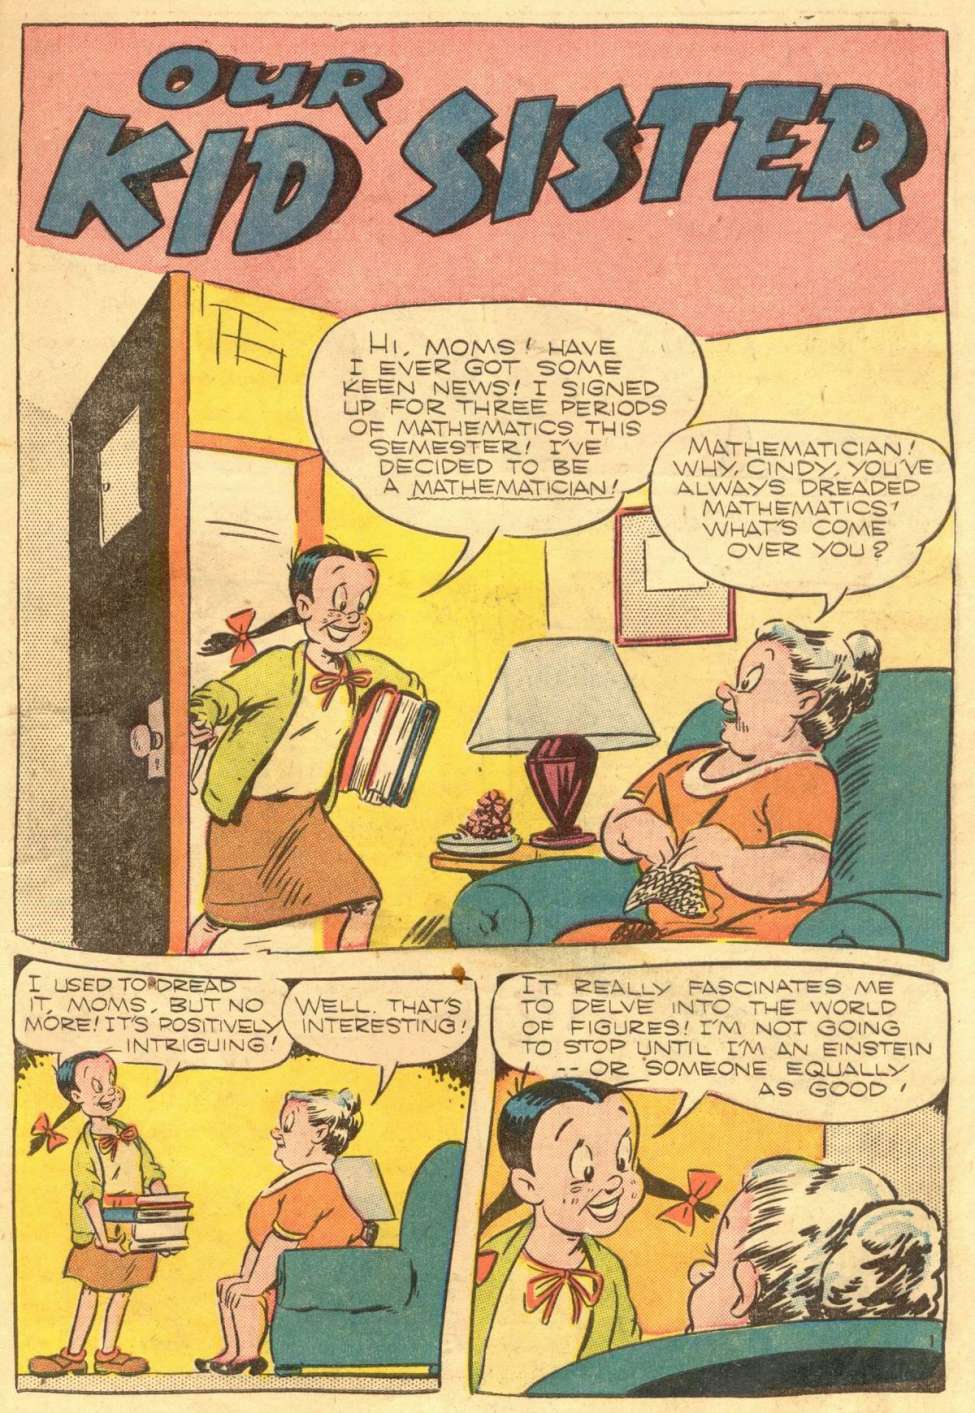 OUR
KID SISTER
HI, MOMS! HAVE
I EVER GOT SOME
KEEN NEWS! I SIGNED
UP FOR THREE PERIODS
OF MATHEMATICS THIS
SEMESTER! I'VE
DECIDED TO BE
A MATHEMATICIAN!
MATHEMATICIAN!
WHY, CINDY, YOU'VE
ALWAYS DREADED
MATHEMATICS!
WHAT'S COME
OVER YOU?
I USED TO DREAD
IT, MOMS, BUT NO
MORE! IT'S POSITIVELY
INTRIGUING!
WELL. THAT'S
INTERESTING!
IT REALLY FASCINATES ME
TO DELVE INTO THE WORLD
OF FIGURES! I'M NOT GOING
TO STOP UNTIL I'M AN EINSTEIN
-- OR SOMEONE EQUALLY
AS GOOD!
1